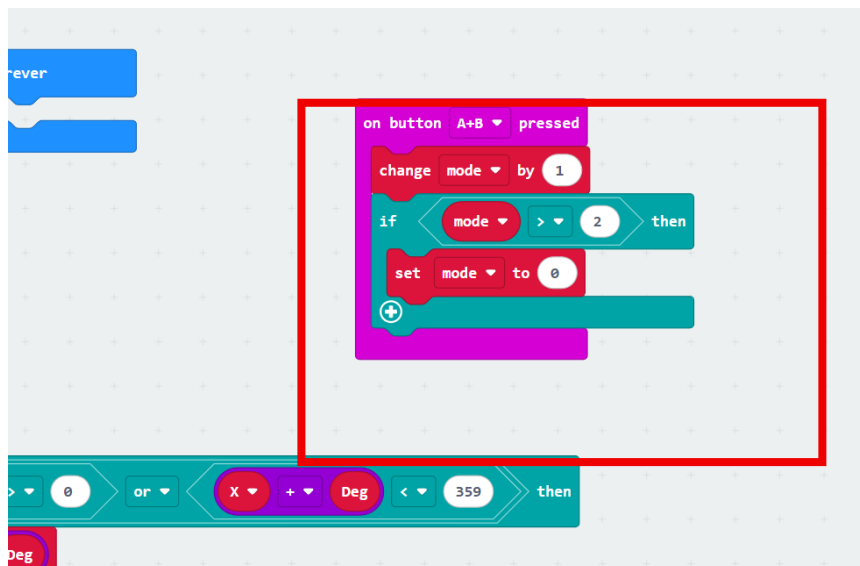 rever
on button A+B pressed
change mode by 1
if mode > 2 then
set mode to 0
> 0 or X + Deg < 359 then
Deg